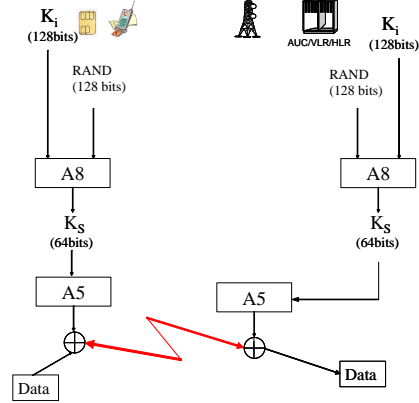 Ki
(128bits)
RAND
(128 bits)
A8
KS
(64bits)
A5
Data
AUC/VLR/HLR
Ki
(128bits)
RAND
(128 bits)
A8
KS
(64bits)
A5
Data